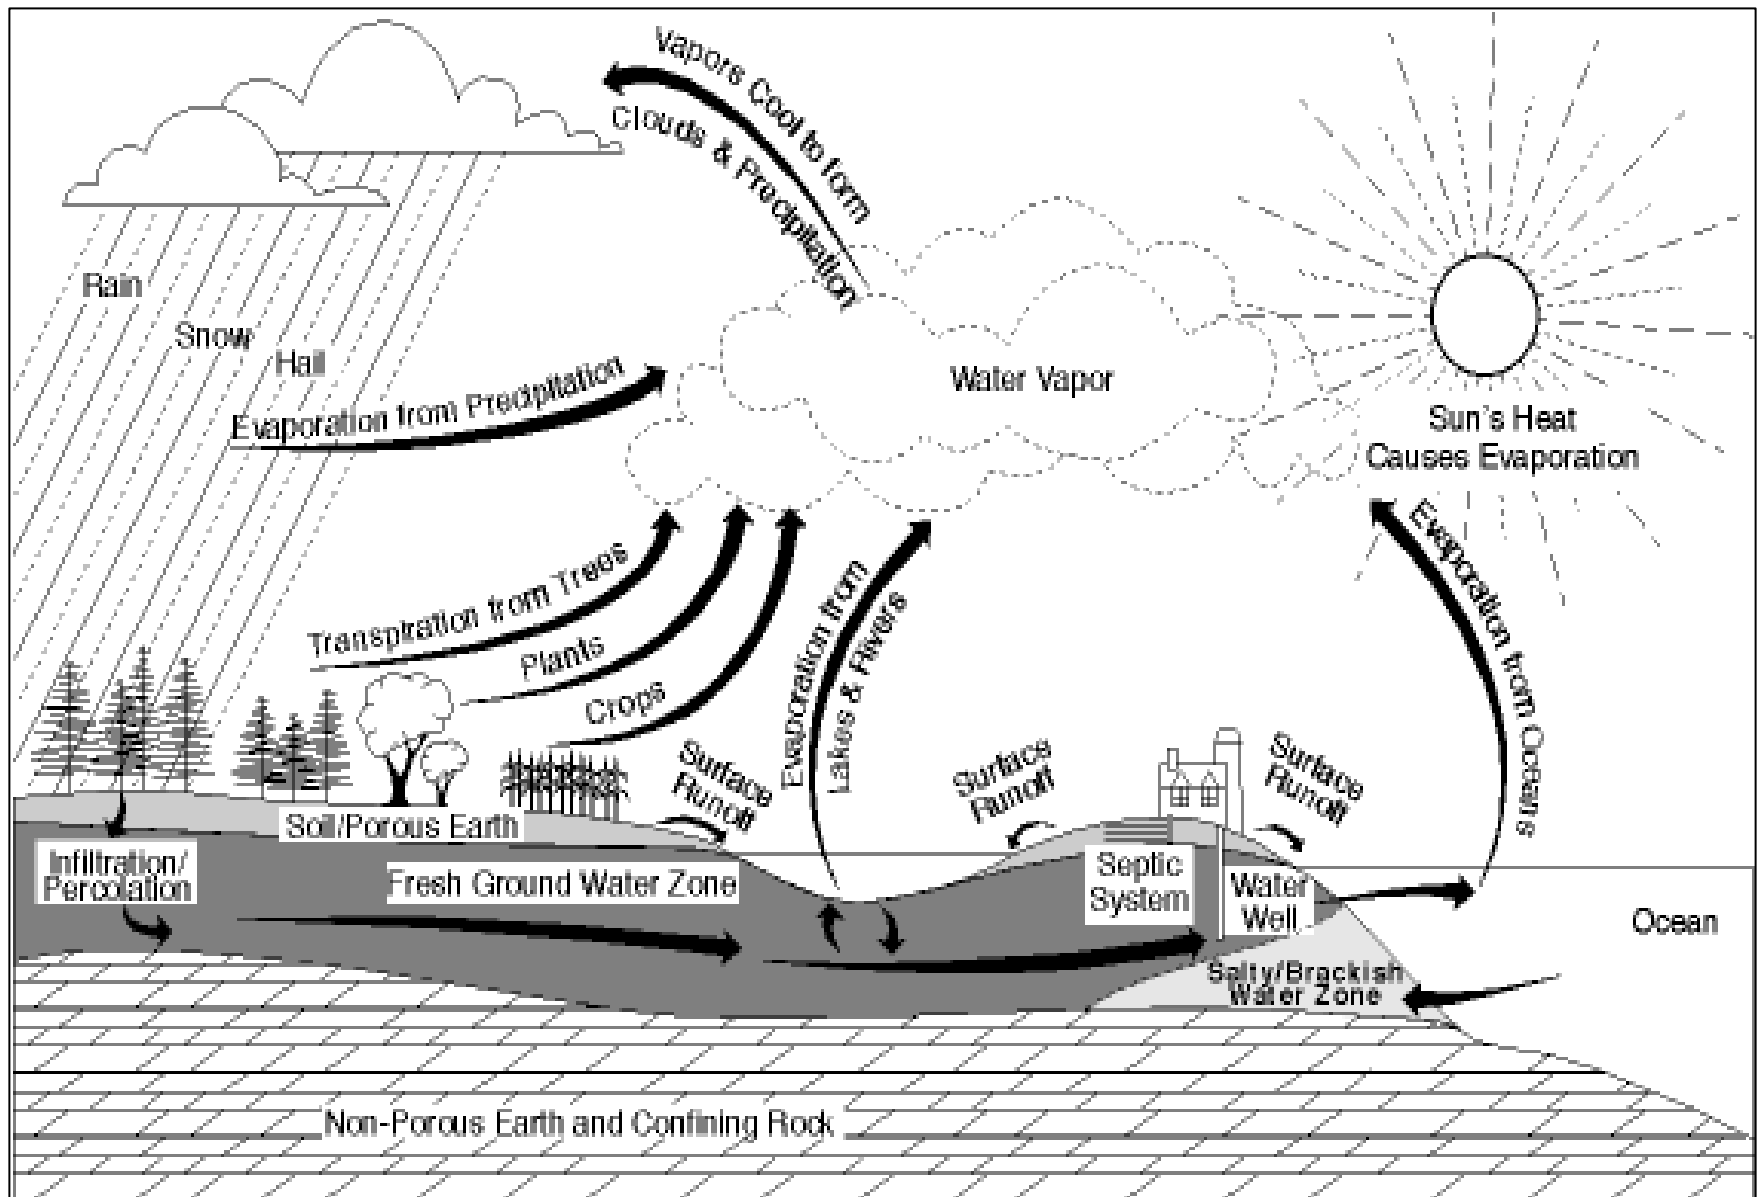 Vapors Cool to form
Clouds & Precipitation
Rain
Snow
Hail
Evaporation from Precipitation
Water Vapor
Sun's Heat
Causes Evaporation
Transpiration from Trees
Plants
Crops
Evaporation from
Lakes & Rivers
Evaporation from Oceans
Surface
Runoff
Surface
Runoff
Surface
Runoff
Soil/Porous Earth
Infiltration/
Percolation
Fresh Ground Water Zone
Septic
System
Water
Well
Ocean
Salty/Brackish
Water Zone
Non-Porous Earth and Confining Rock